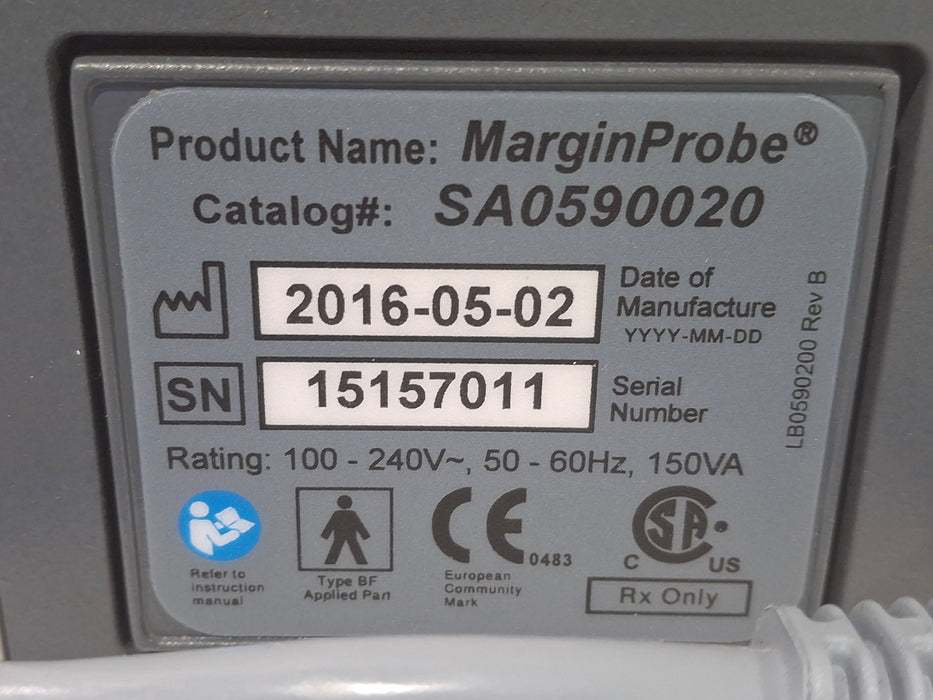 Product Name: MarginProbe®
Catalog#: SA0590020
2016-05-02
Date of
Manufacture
YYYY-MM-DD
SN
15157011
Serial
Number
LB0590200 Rev B
Rating: 100 - 240V~, 50 - 60Hz, 150VA
Refer to
instruction
manual
Type BF
Applied Part
CE 0483
European
Community
Mark
CSA
C US
Rx Only